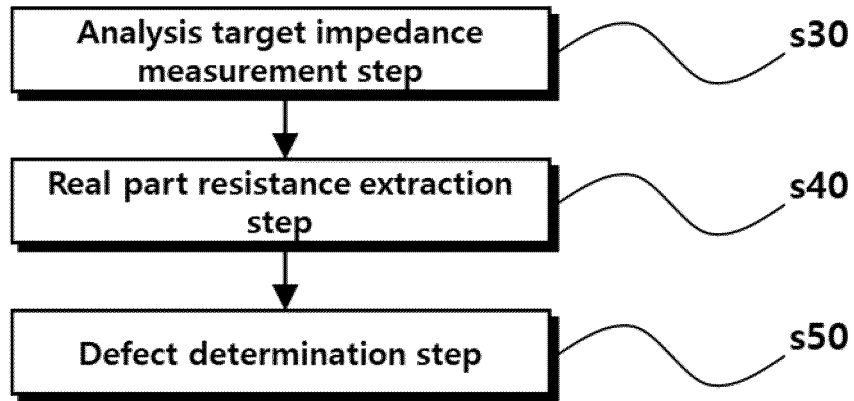 Analysis target impedance
measurement step
s30
Real part resistance extraction
step
s40
Defect determination step
s50